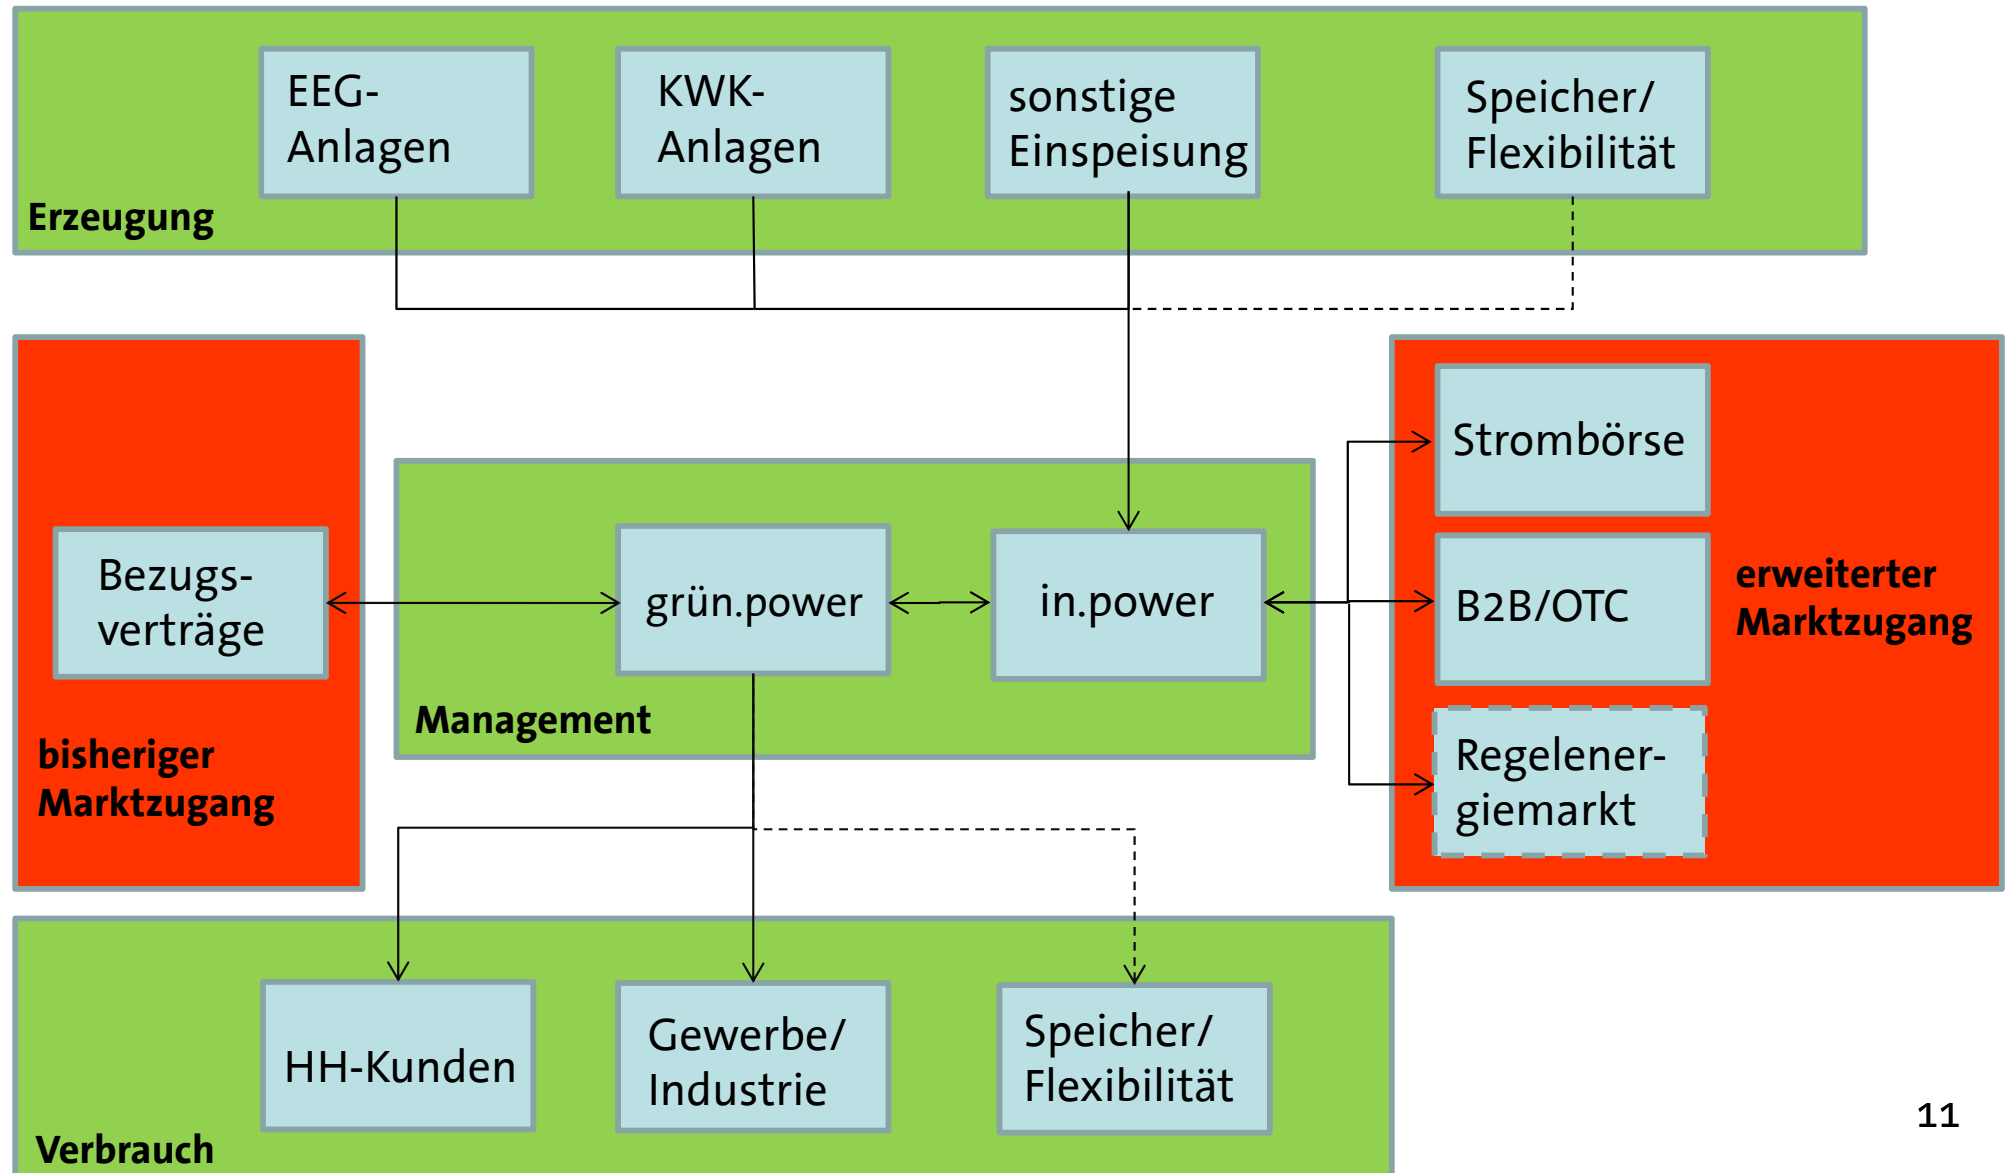 EEG-
Anlagen
KWK-
Anlagen
sonstige
Einspeisung
Speicher/
Flexibilität
Erzeugung
Bezugs-
verträge
bisheriger
Marktzugang
grün.power
in.power
Management
Strombörse
B2B/OTC
Regelener-
giemarkt
erweiterter
Marktzugang
HH-Kunden
Gewerbe/
Industrie
Speicher/
Flexibilität
Verbrauch
11